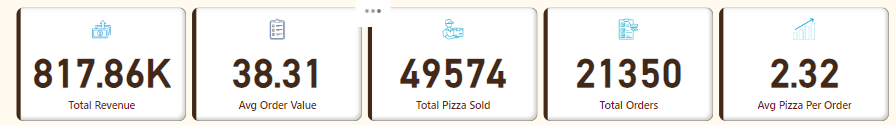 817.86K
Total Revenue
38.31
Avg Order Value
49574
Total Pizza Sold
21350
Total Orders
2.32
Avg Pizza Per Order